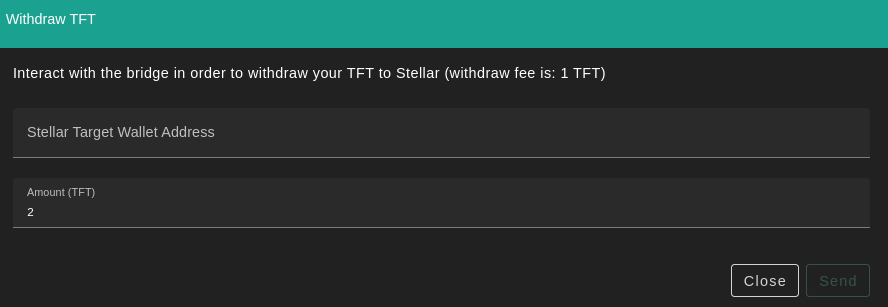 Withdraw TFT
Interact with the bridge in order to withdraw your TFT to Stellar (withdraw fee is: 1 TFT)
Stellar Target Wallet Address
Amount (TFT)
2
Close Send